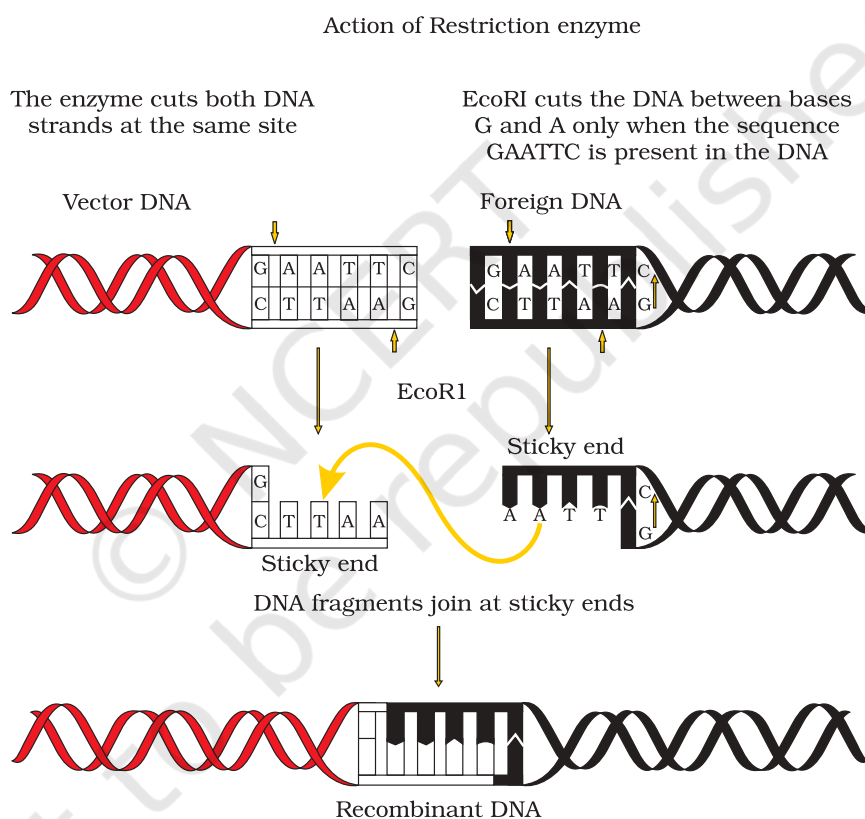 Action of Restriction enzyme
The enzyme cuts both DNA
strands at the same site
EcoRI cuts the DNA between bases
G and A only when the sequence
GAATTC is present in the DNA
Vector DNA
Foreign DNA
G A A T T C
C T T A A G
G A A T T C
C T T A A G
EcoR1
Sticky end
G
C T T A A
Sticky end
A A T T
C
G
DNA fragments join at sticky ends
Recombinant DNA
© NCERT
not to be republished